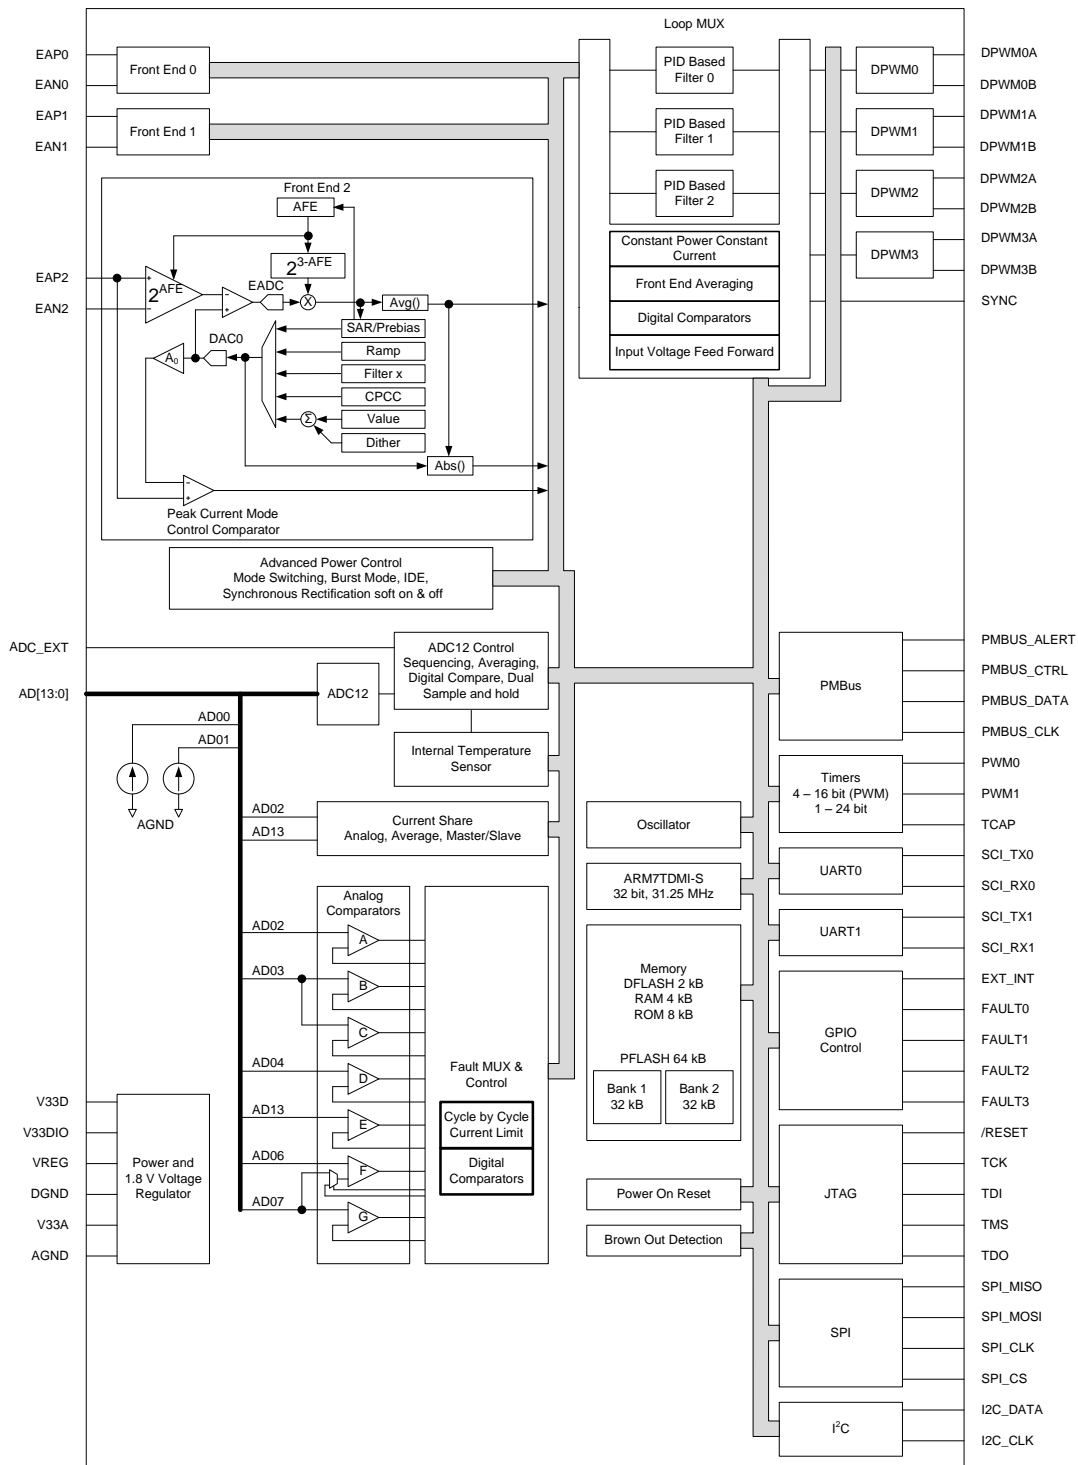 Loop MUX
EAP0
EAN0
EAP1
EAN1
Front End 0
Front End 1
PID Based
Filter 0
PID Based
Filter 1
PID Based
Filter 2
DPWM0
DPWM1
DPWM2
DPWM3
DPWM0A
DPWM0B
DPWM1A
DPWM1B
DPWM2A
DPWM2B
DPWM3A
DPWM3B
SYNC
Constant Power Constant
Current
Front End Averaging
Digital Comparators
Input Voltage Feed Forward
Front End 2
AFE
2^3-AFE
EAP2
EAN2
+
−
2^AFE
−
+
EADC
X
Avg()
DAC0
A0
SAR/Prebias
Ramp
Filter x
CPCC
Σ
Value
Dither
Abs()
−
+
Peak Current Mode
Control Comparator
Advanced Power Control
Mode Switching, Burst Mode, IDE,
Synchronous Rectification soft on & off
ADC_EXT
AD[13:0]
ADC12
ADC12 Control
Sequencing, Averaging,
Digital Compare, Dual
Sample and hold
AD00
AD01
AGND
Internal Temperature
Sensor
AD02
AD13
Current Share
Analog, Average, Master/Slave
Analog
Comparators
AD02
A
AD03
B
C
AD04
D
AD13
E
AD06
F
AD07
G
Fault MUX &
Control
Cycle by Cycle
Current Limit
Digital
Comparators
V33D
V33DIO
VREG
DGND
V33A
AGND
Power and
1.8 V Voltage
Regulator
Oscillator
ARM7TDMI-S
32 bit, 31.25 MHz
Memory
DFLASH 2 kB
RAM 4 kB
ROM 8 kB
PFLASH 64 kB
Bank 1
32 kB
Bank 2
32 kB
Power On Reset
Brown Out Detection
PMBus
PMBUS_ALERT
PMBUS_CTRL
PMBUS_DATA
PMBUS_CLK
Timers
4 – 16 bit (PWM)
1 – 24 bit
PWM0
PWM1
TCAP
UART0
SCI_TX0
SCI_RX0
UART1
SCI_TX1
SCI_RX1
GPIO
Control
EXT_INT
FAULT0
FAULT1
FAULT2
FAULT3
JTAG
/RESET
TCK
TDI
TMS
TDO
SPI
SPI_MISO
SPI_MOSI
SPI_CLK
SPI_CS
I²C
I2C_DATA
I2C_CLK